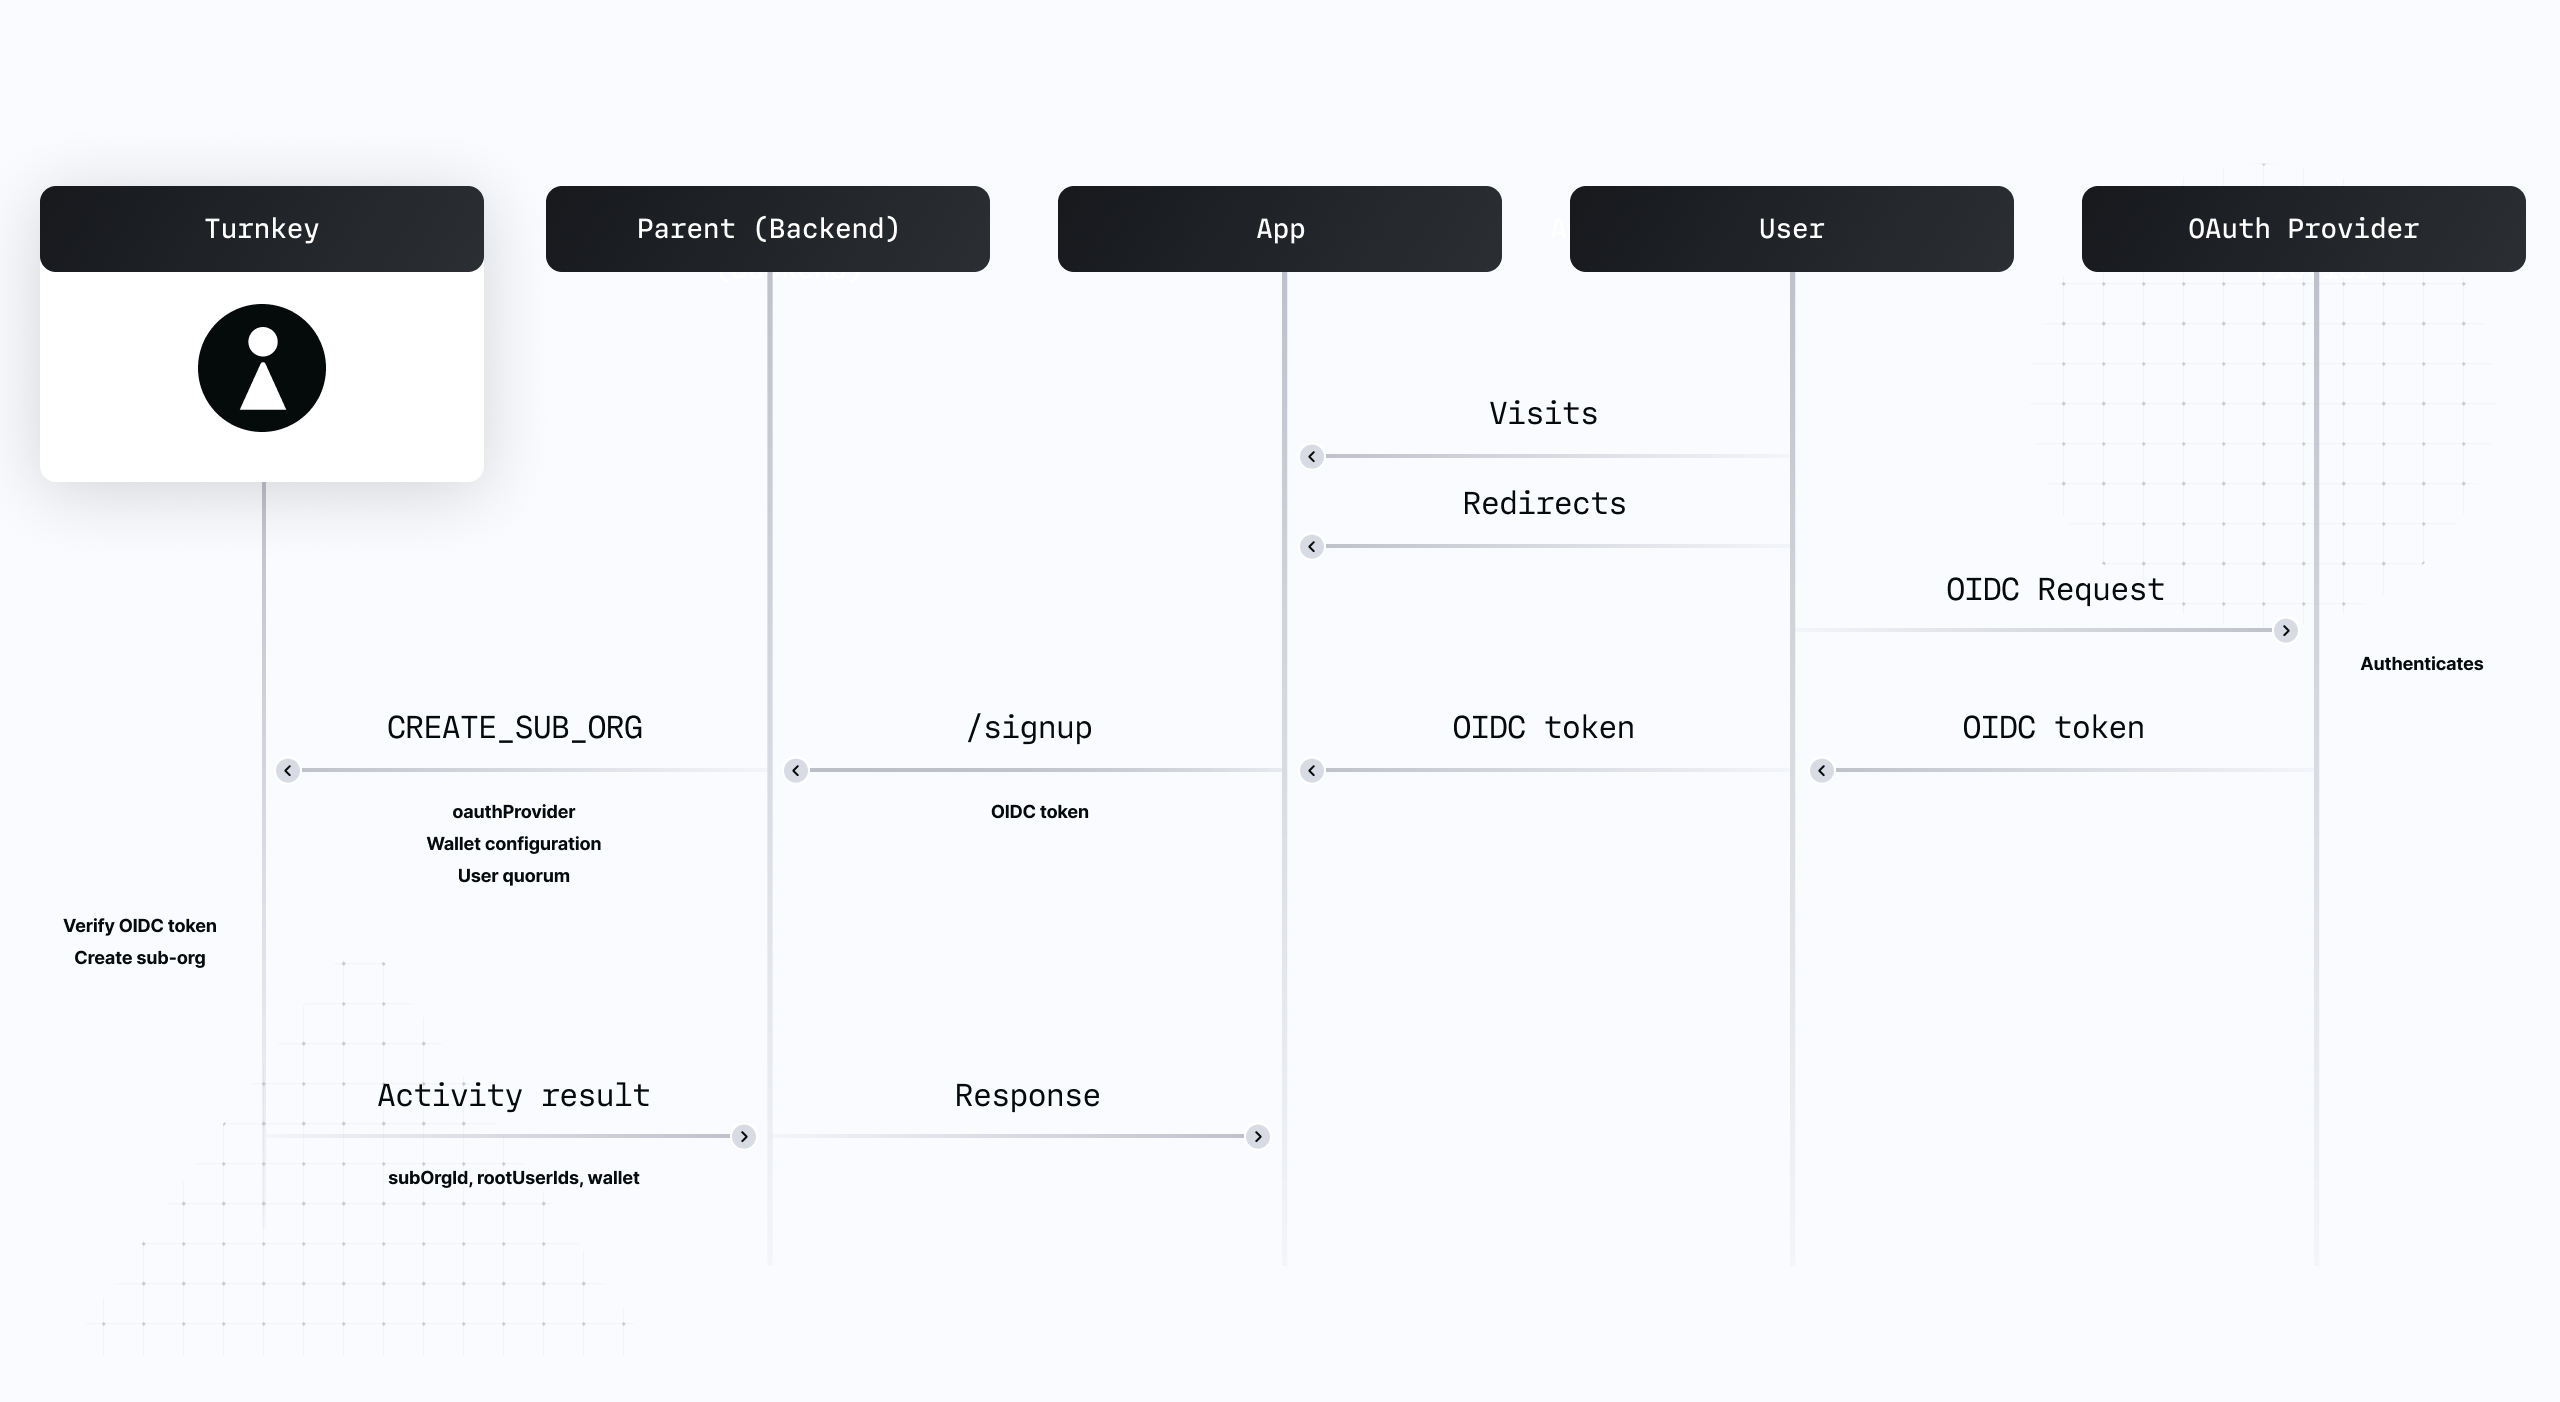 Turnkey
Parent (Backend)
App
User
OAuth Provider
Visits
Redirects
OIDC Request
Authenticates
CREATE_SUB_ORG
/signup
OIDC token
OIDC token
oauthProvider
Wallet configuration
User quorum
OIDC token
Verify OIDC token
Create sub-org
Activity result
Response
subOrgId, rootUserIds, wallet